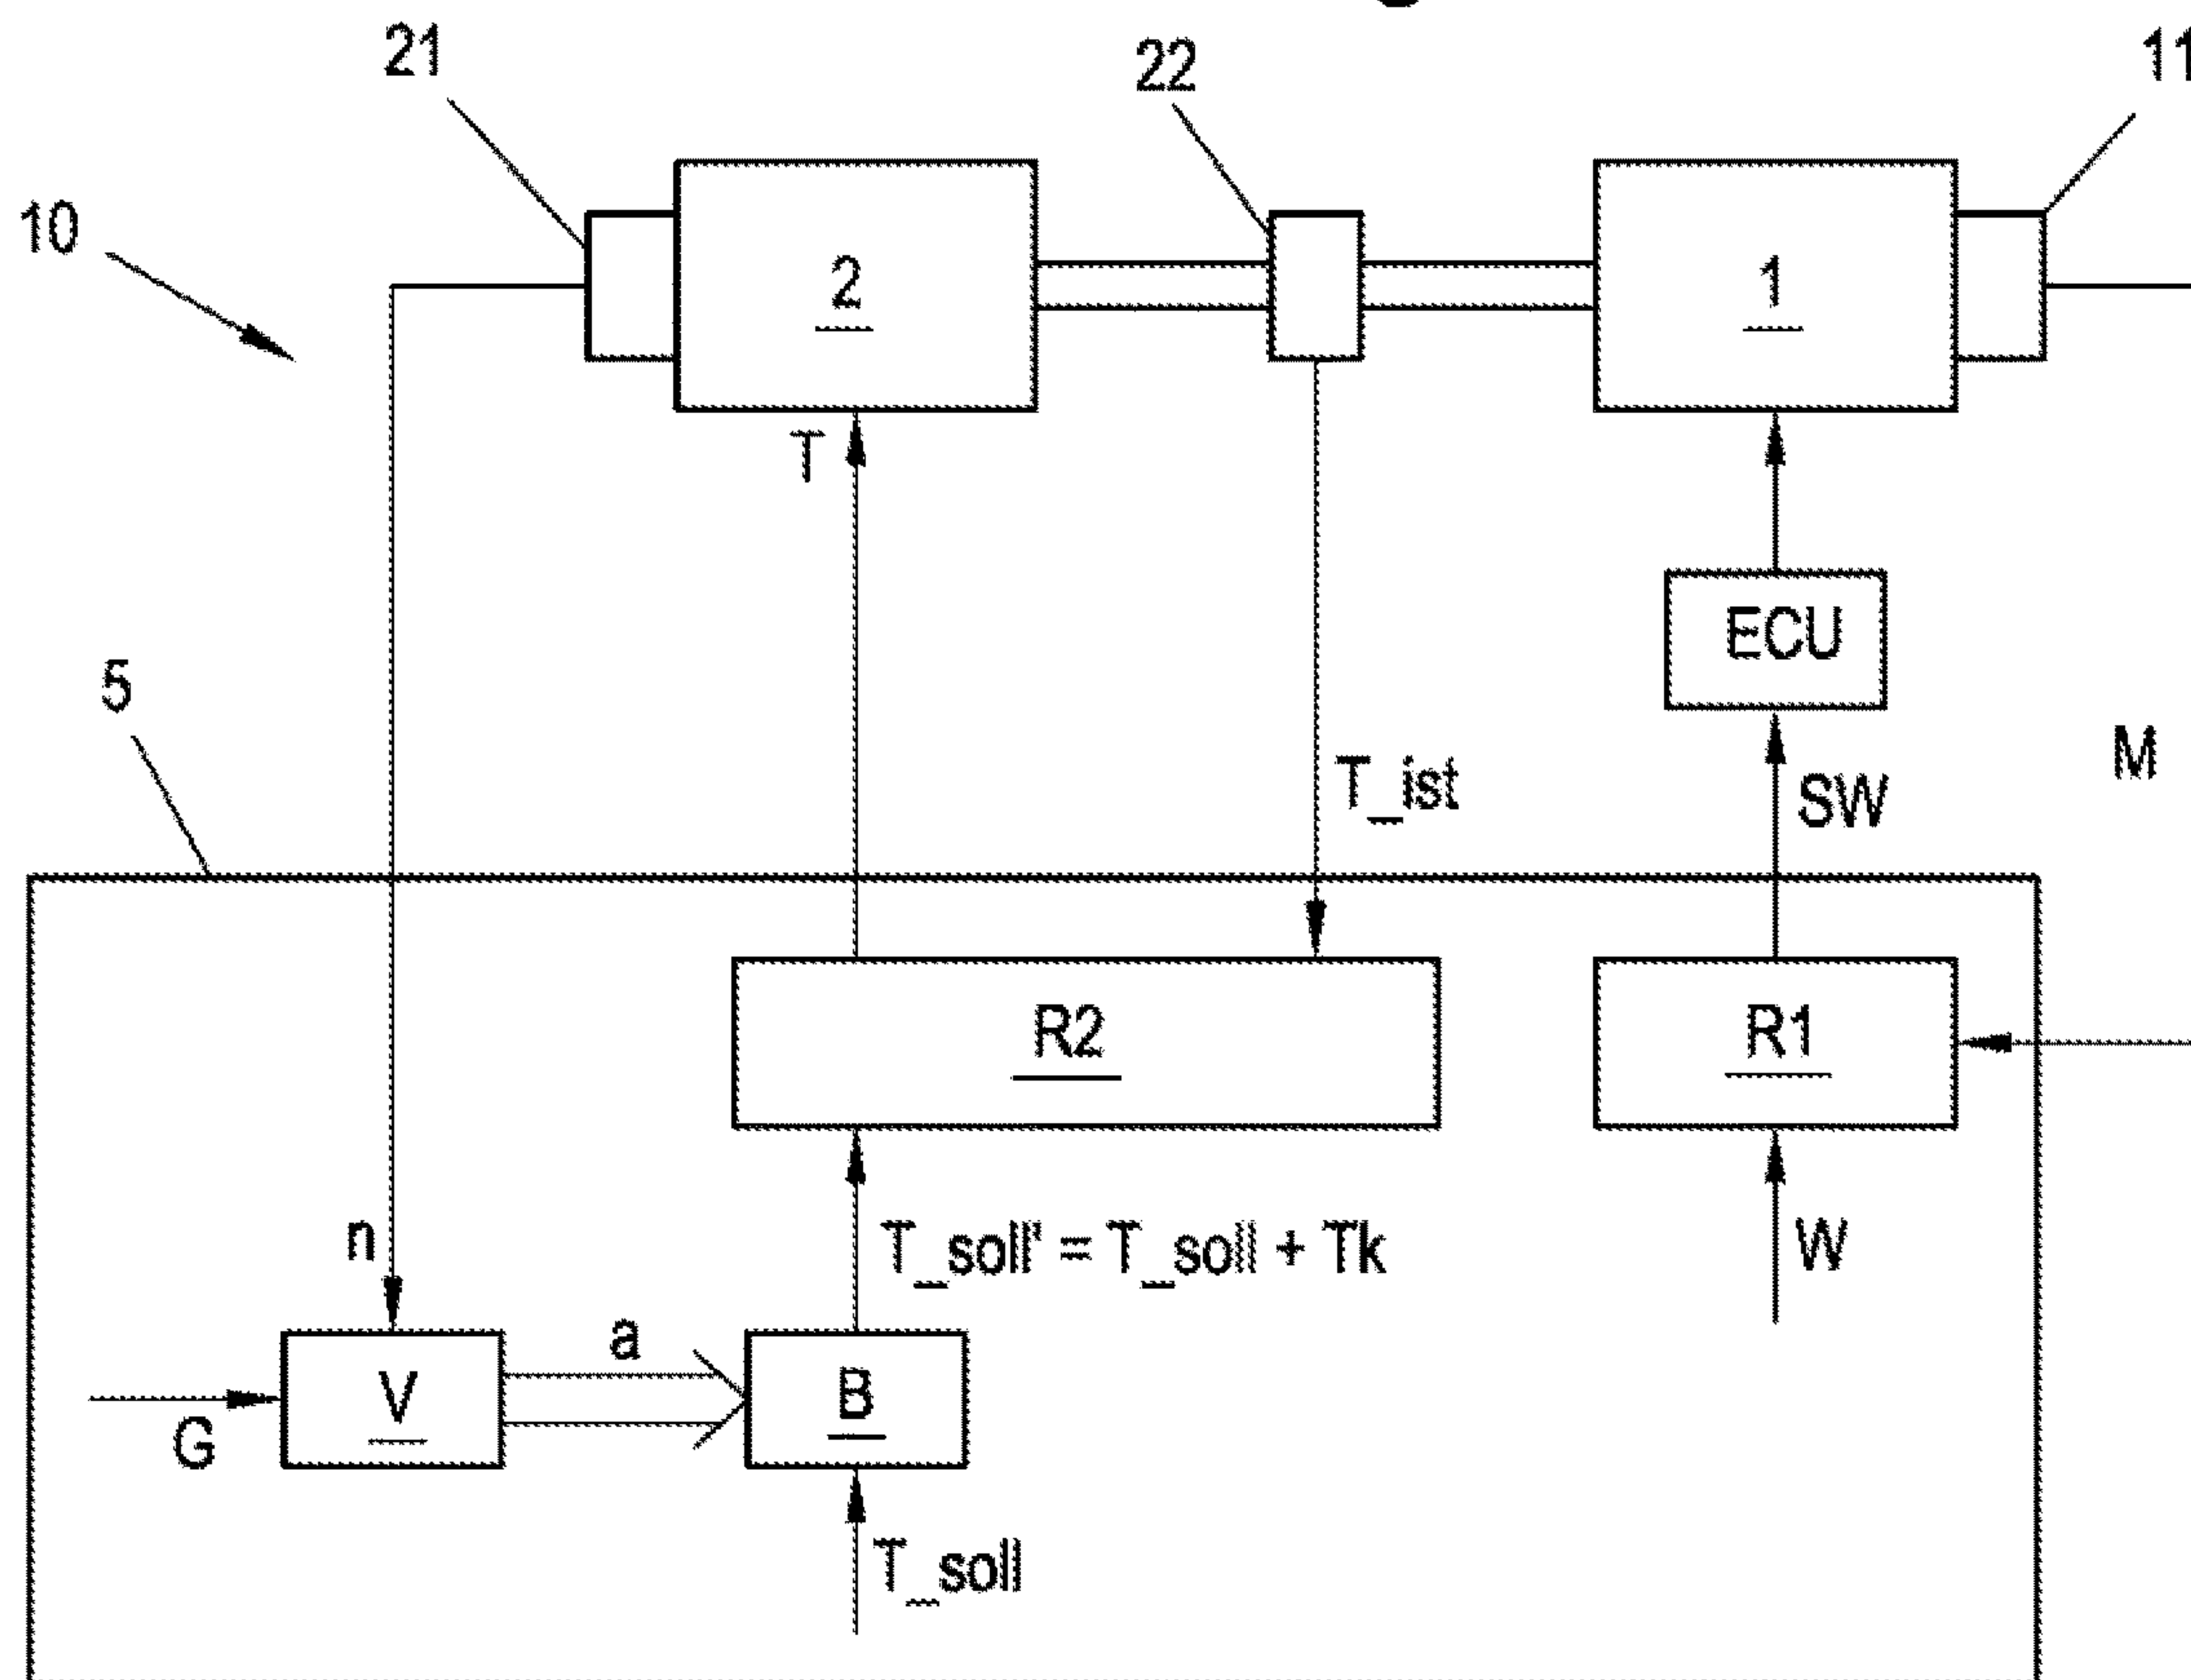 21
22
11
10
2
1
T
ECU
5
T_ist
SW
M
R2
R1
n
T_soll' = T_soll + Tk
W
a
V
B
G
T_soll